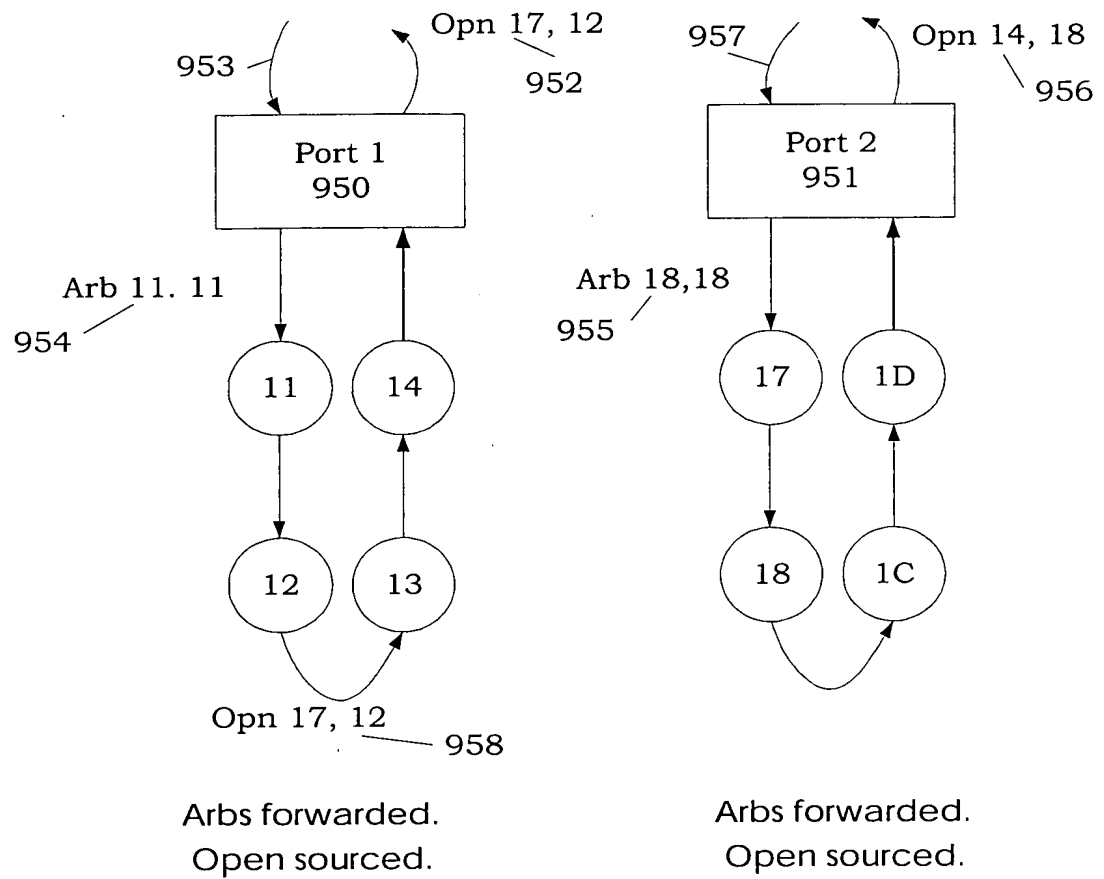 953
Opn 17, 12
952
Port 1
950
Arb 11. 11
954
11
14
12
13
Opn 17, 12
958
Arbs forwarded.
Open sourced.
957
Opn 14, 18
956
Port 2
951
Arb 18,18
955
17
1D
18
1C
Arbs forwarded.
Open sourced.